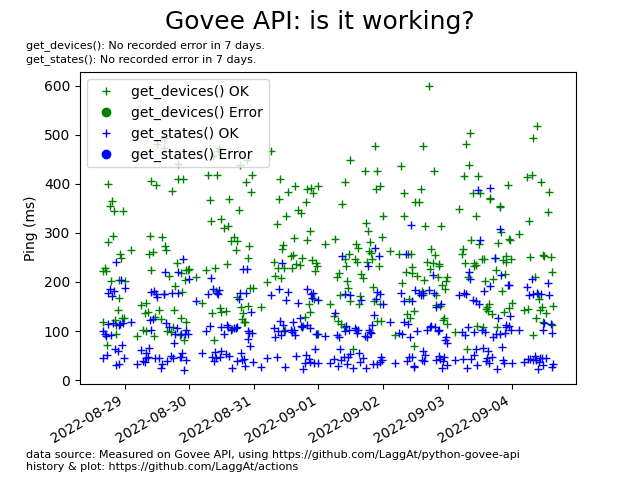 Govee API: is it working?
get_devices(): No recorded error in 7 days.
get_states(): No recorded error in 7 days.
get_devices() OK
get_devices() Error
get_states() OK
get_states() Error
Ping (ms)
600
500
400
300
200
100
0
2022-08-29
2022-08-30
2022-08-31
2022-09-01
2022-09-02
2022-09-03
2022-09-04
data source: Measured on Govee API, using https://github.com/LaggAt/python-govee-api
history & plot: https://github.com/LaggAt/actions